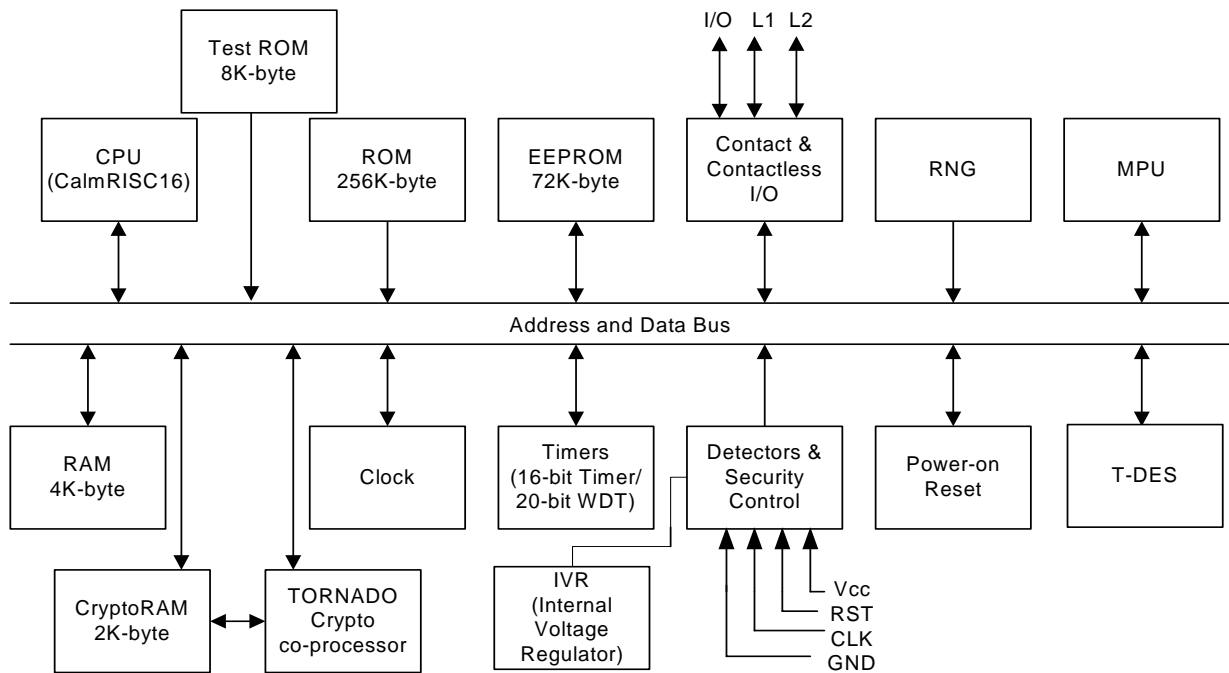 I/O L1 L2
Test ROM
8K-byte
CPU
(CalmRISC16)
ROM
256K-byte
EEPROM
72K-byte
Contact &
Contactless
I/O
RNG
MPU
Address and Data Bus
RAM
4K-byte
Clock
Timers
(16-bit Timer/
20-bit WDT)
Detectors &
Security
Control
Power-on
Reset
T-DES
CryptoRAM
2K-byte
TORNADO
Crypto
co-processor
IVR
(Internal
Voltage
Regulator)
Vcc
RST
CLK
GND